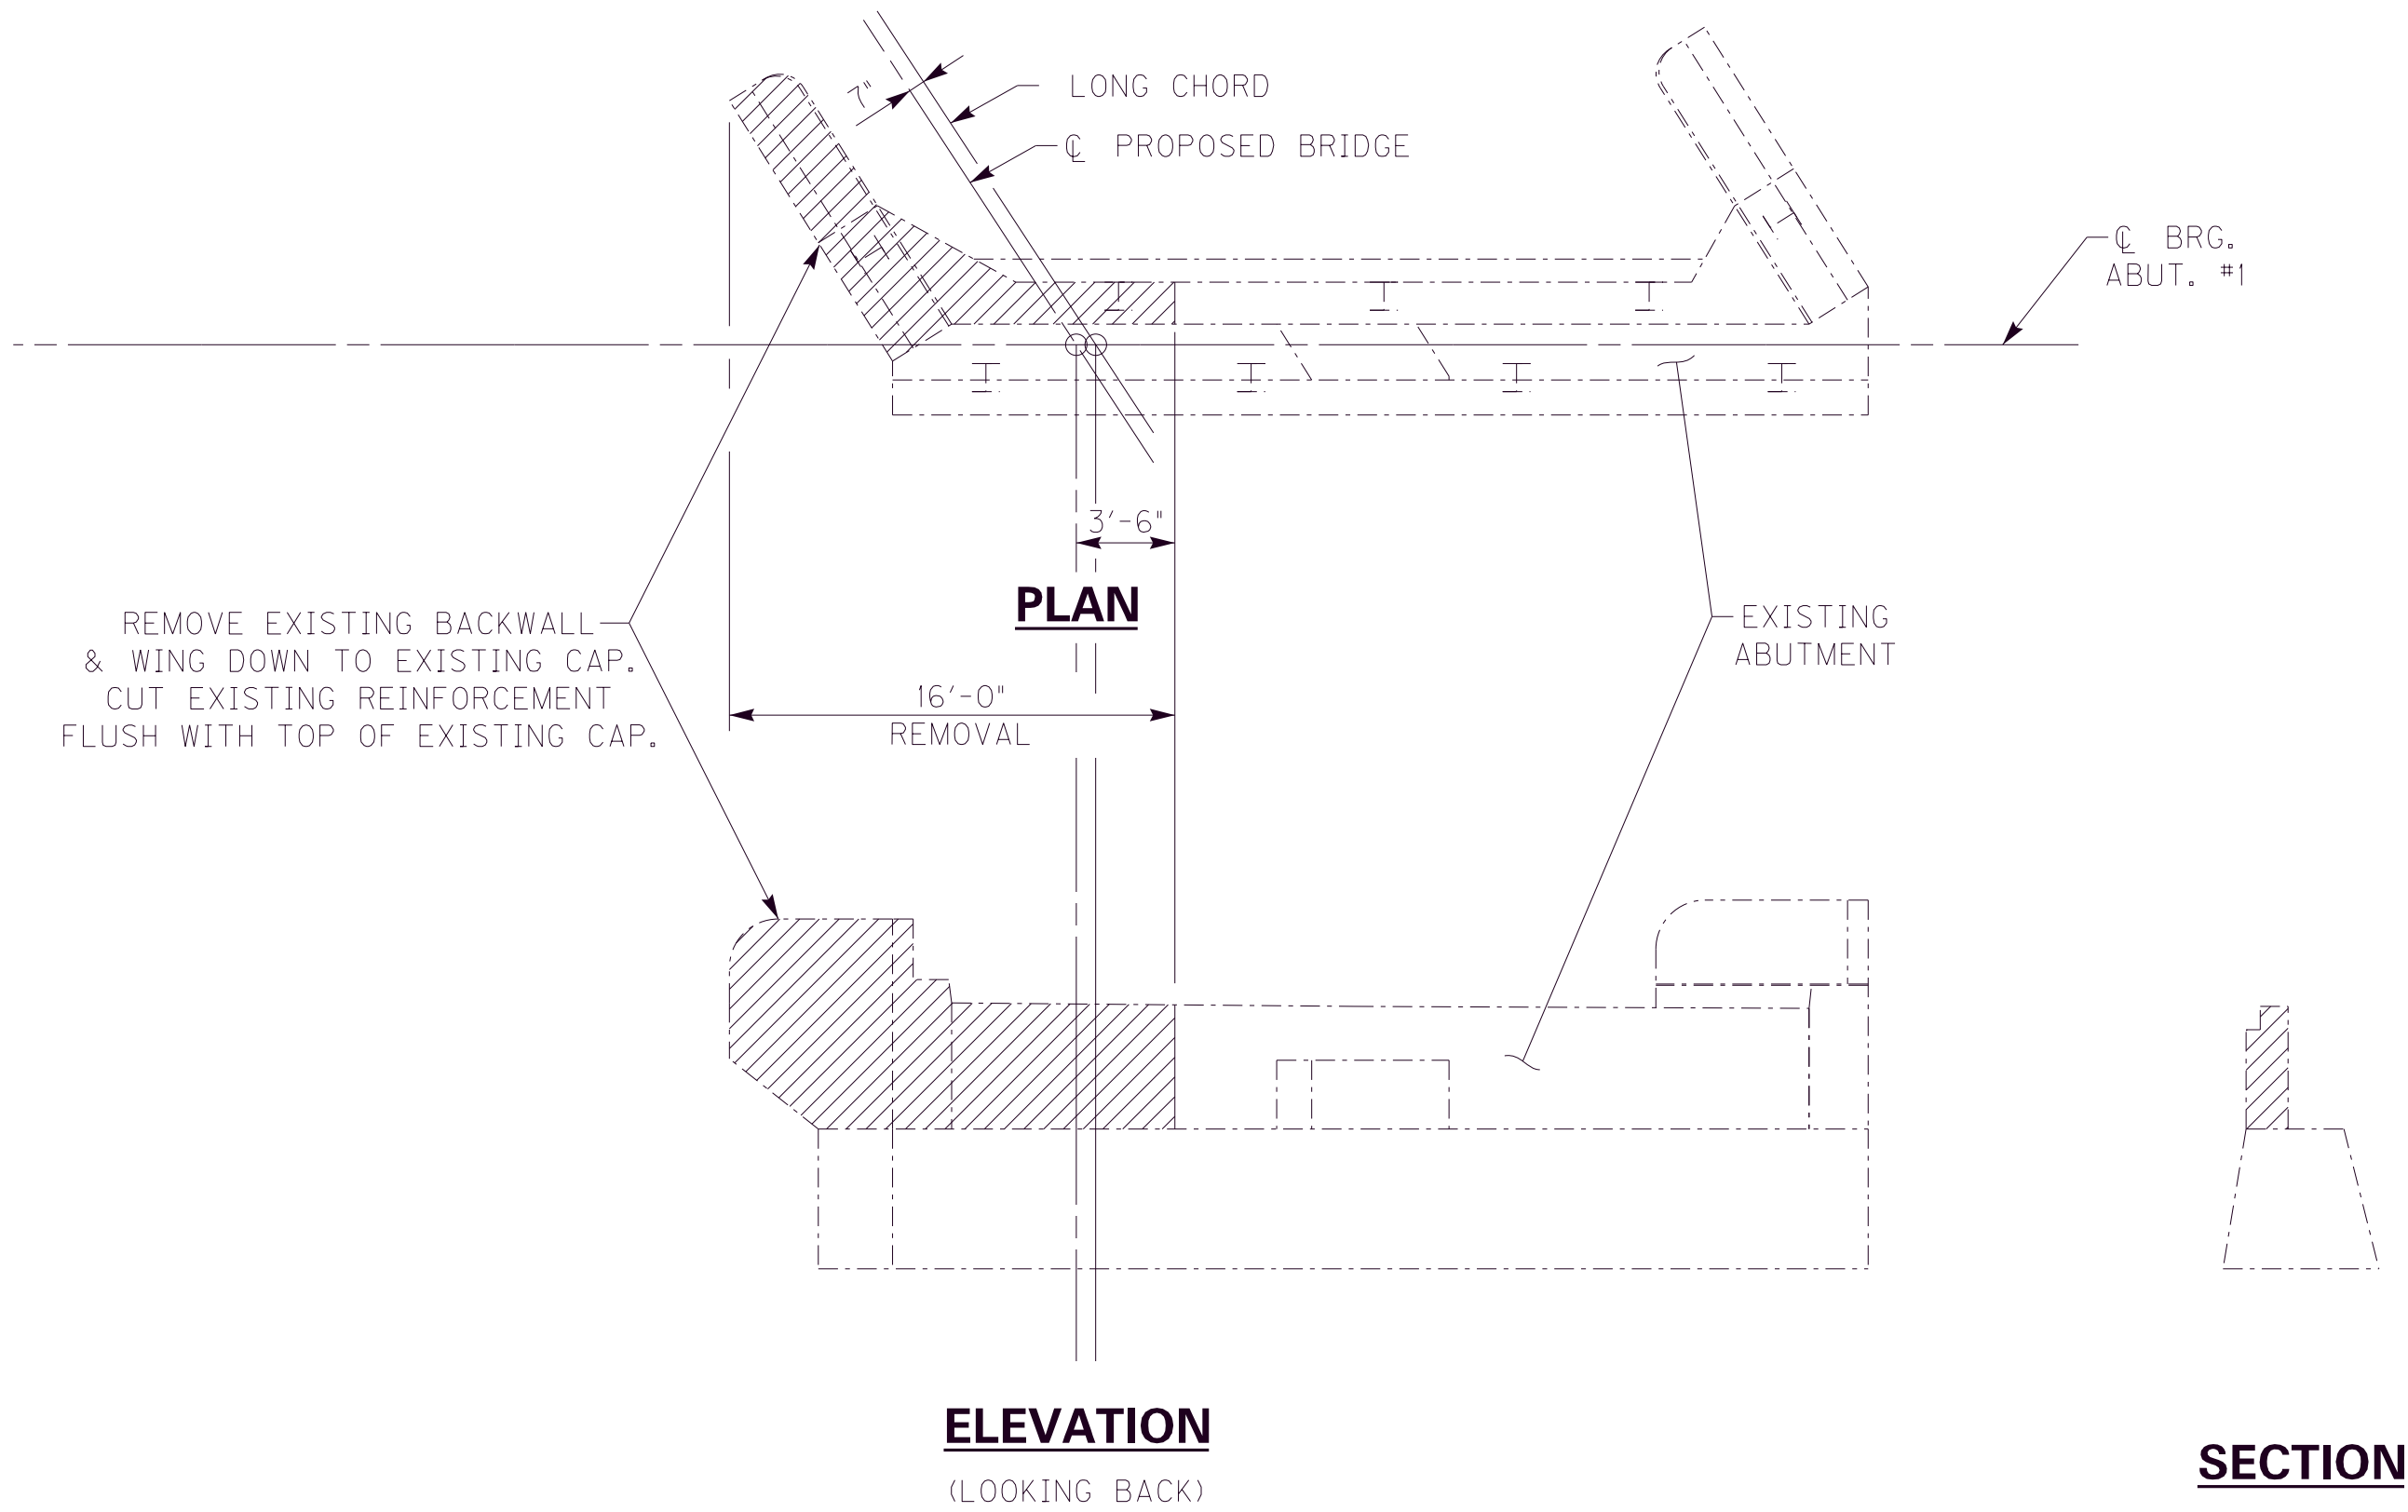 7"
LONG CHORD
℄ PROPOSED BRIDGE
℄ BRG.
ABUT. #1
3'-6"
PLAN
REMOVE EXISTING BACKWALL
& WING DOWN TO EXISTING CAP.
CUT EXISTING REINFORCEMENT
FLUSH WITH TOP OF EXISTING CAP.
EXISTING
ABUTMENT
16'-0"
REMOVAL
ELEVATION
(LOOKING BACK)
SECTION